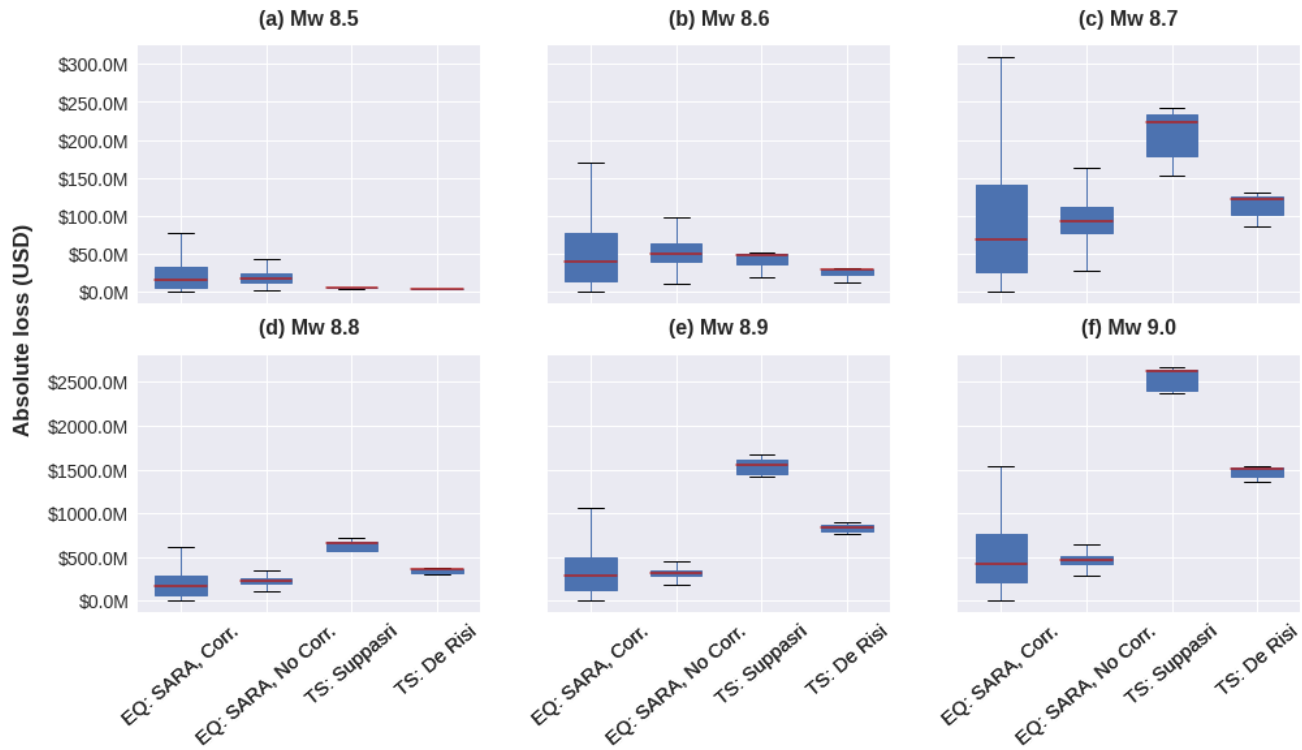 (a) Mw 8.5
(b) Mw 8.6
(c) Mw 8.7
$300.0M
$250.0M
$200.0M
$150.0M
$100.0M
$50.0M
$0.0M
Absolute loss (USD)
(d) Mw 8.8
(e) Mw 8.9
(f) Mw 9.0
$2500.0M
$2000.0M
$1500.0M
$1000.0M
$500.0M
$0.0M
EQ: SARA, Corr.
EQ: SARA, No Corr.
TS: Suppasri
TS: De Risi
EQ: SARA, Corr.
EQ: SARA, No Corr.
TS: Suppasri
TS: De Risi
EQ: SARA, Corr.
EQ: SARA, No Corr.
TS: Suppasri
TS: De Risi